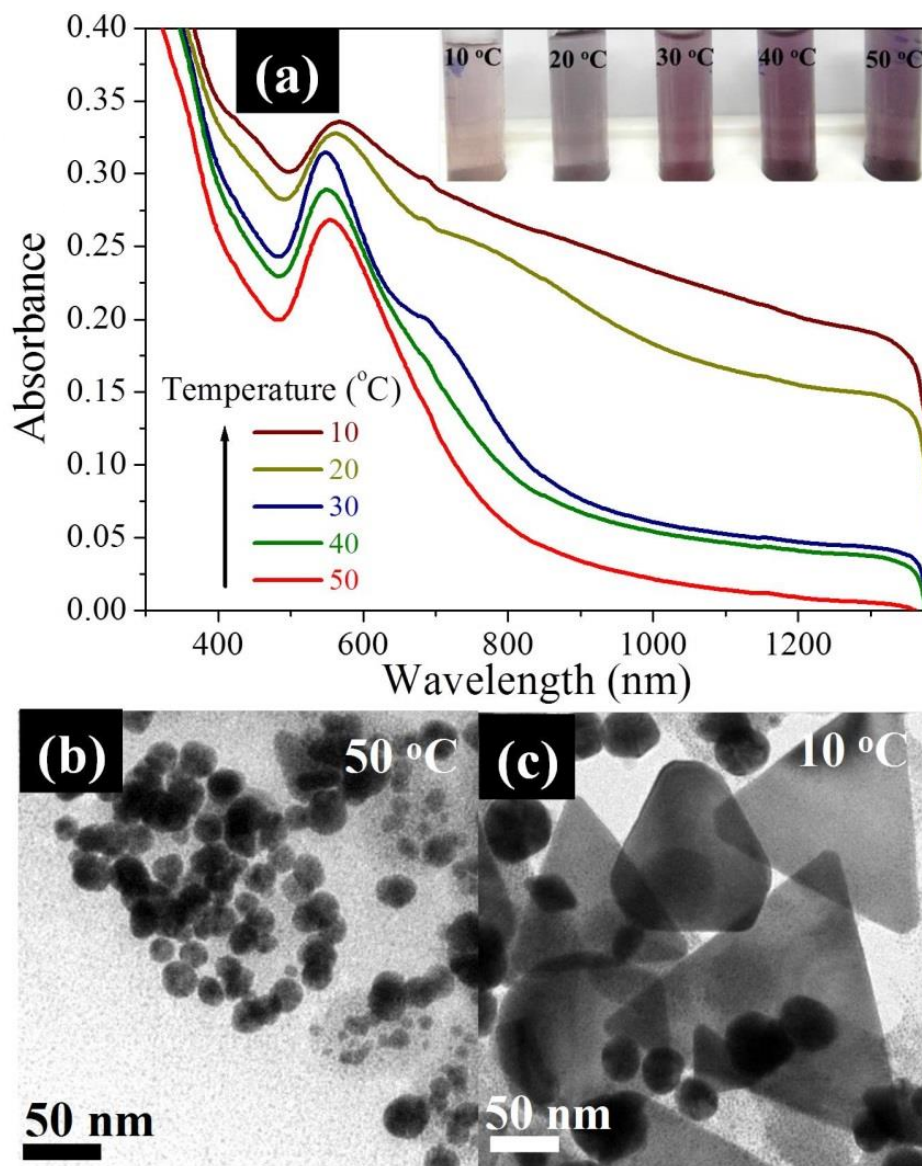 (a)
10 °C 20 °C 30 °C 40 °C 50 °C
0.40
0.35
0.30
0.25
0.20
0.15
0.10
0.05
0.00
Absorbance
Temperature (°C)
10
20
30
40
50
400 600 800 1000 1200
Wavelength (nm)
(b) 50 °C
50 nm
(c) 10 °C
50 nm